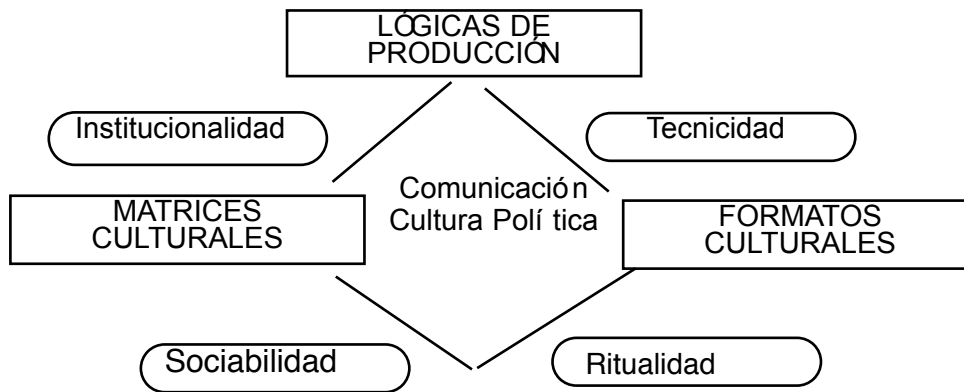 LÓGICAS DE
PRODUCCIÓN
Institucionalidad
Tecnicidad
Comunicación
Cultura Política
MATRICES
CULTURALES
FORMATOS
CULTURALES
Sociabilidad
Ritualidad